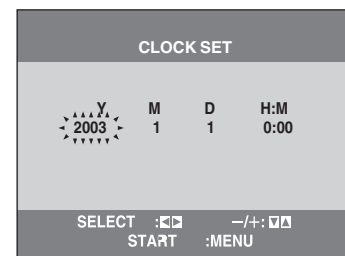 CLOCK SET
Y M D H:M
2003 1 1 0:00
SELECT :◀▶ −/+: ▼▲
START :MENU